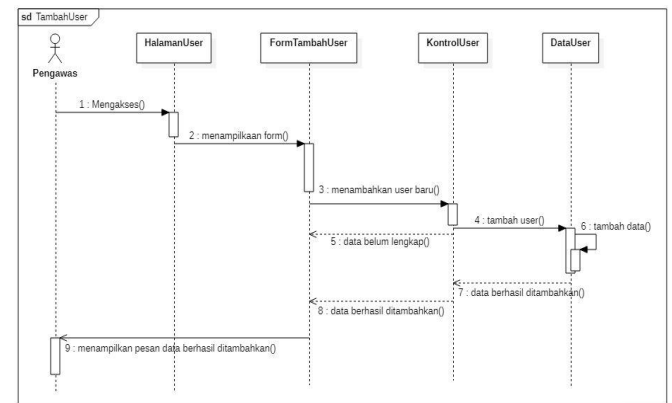 sd TambahUser
HalamanUser
FormTambahUser
KontrolUser
DataUser
Pengawas
1 : Mengakses()
2 : menampilkaan form()
3 : menambahkan user baru()
4 : tambah user()
6 : tambah data()
5 : data belum lengkap()
7 : data berhasil ditambahkan()
8 : data berhasil ditambahkan()
9 : menampilkan pesan data berhasil ditambahkan()